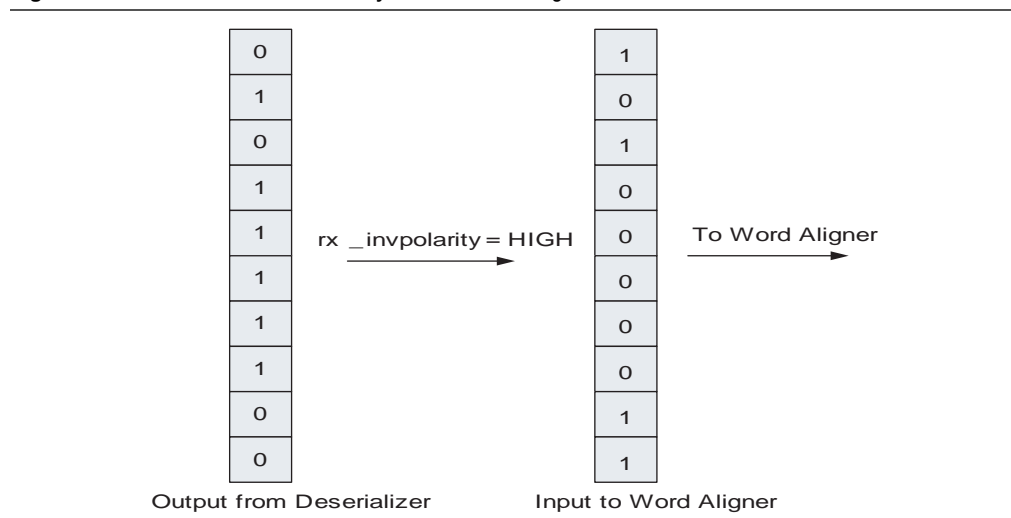 0 1
1 0
0 1
1 0
1 0
rx _invpolarity = HIGH
To Word Aligner
1 0
1 0
1 0
0 1
0 1
Output from Deserializer
Input to Word Aligner